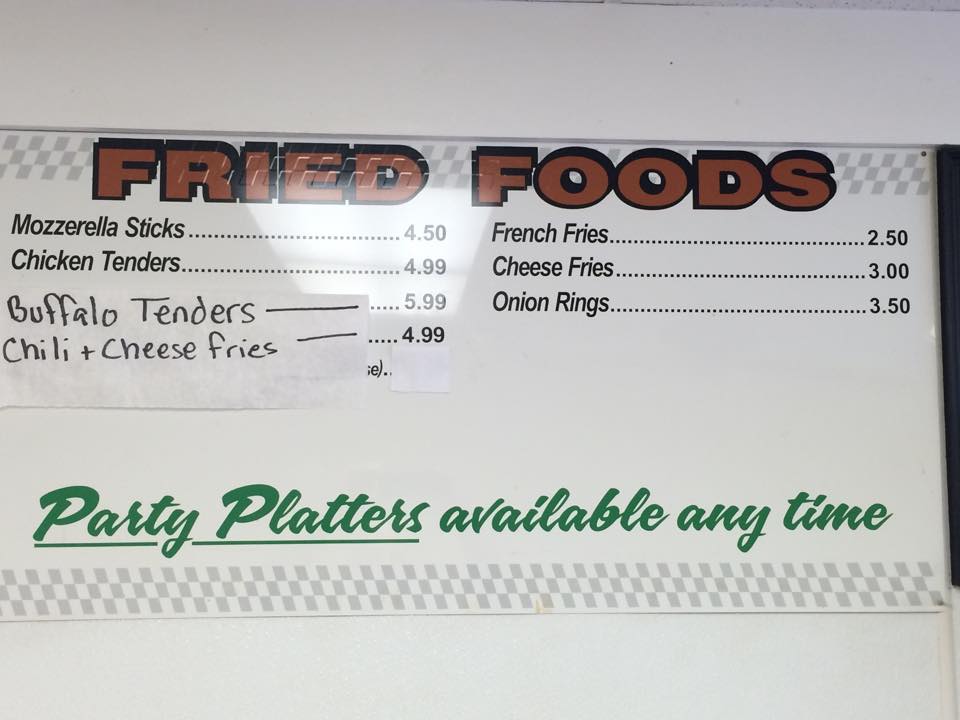 FRIED FOODS
Mozzerella Sticks........................................ 4.50
Chicken Tenders.......................................... 4.99
Buffalo Tenders — ..... 5.99
Chili + Cheese fries — ..... 4.99
se)..
French Fries................................................2.50
Cheese Fries...............................................3.00
Onion Rings................................................3.50
Party Platters available any time